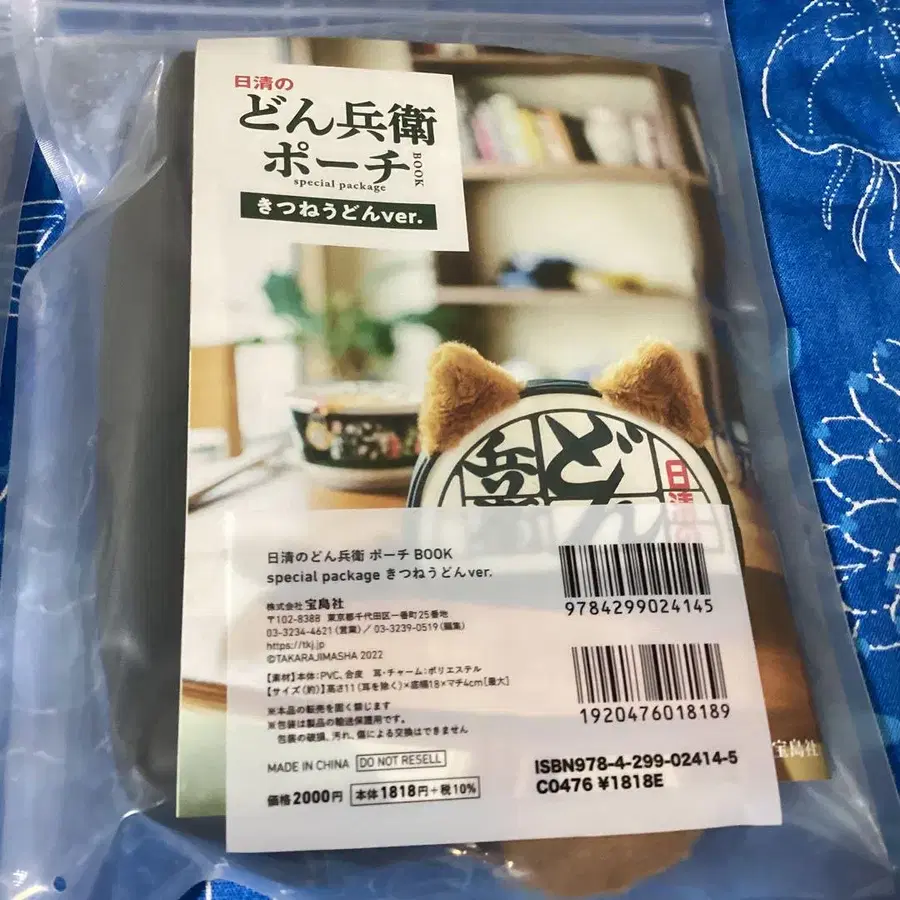 日清の
どん兵衛
ポーチ BOOK
special package
きつねうどんver.
日清
どん
兵衛
日清のどん兵衛 ポーチ BOOK
special package きつねうどんver.
株式会社 宝島社
〒102-8388 東京都千代田区一番町25番地
03-3234-4621(営業)/ 03-3239-0519(編集)
https://tkj.jp
©TAKARAJIMASHA 2022
【素材】本体:PVC、合皮 耳・チャーム:ポリエステル
【サイズ(約)】高さ11(耳を除く)×底幅18×マチ4cm[最大]
※本品の販売を固く禁じます
※包装は製品の輸送保護用です。
包装の破損、汚れ、傷による交換はできません
MADE IN CHINA DO NOT RESELL
価格2000円 本体1818円+税10%
9784299024145
1920476018189
ISBN978-4-299-02414-5
C0476 ¥1818E
宝島社